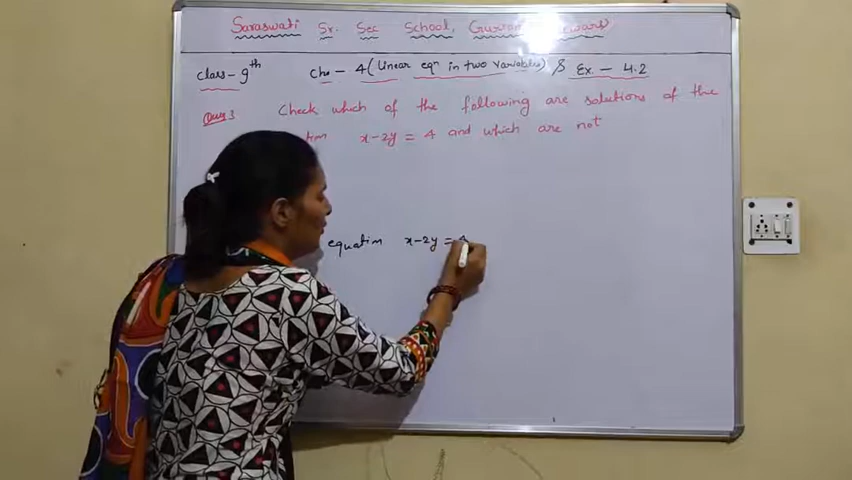 Saraswati Sr. Sec School,
class-9th Ch:- 4 (linear eqn in two variables) & Ex. - 4.2
Ques 3 Check which of the following are solutions of the
x-2y = 4 and which are not
equation x-2y = 4